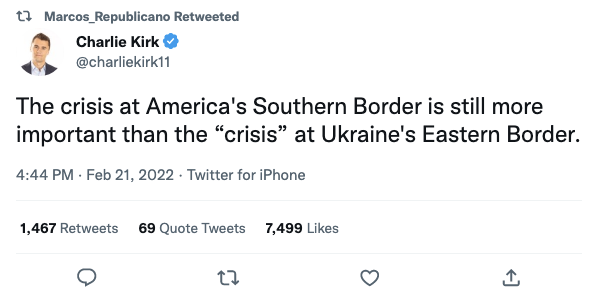 Marcos_Republicano Retweeted
Charlie Kirk
@charliekirk11
The crisis at America's Southern Border is still more
important than the “crisis” at Ukraine's Eastern Border.
4:44 PM · Feb 21, 2022 · Twitter for iPhone
1,467 Retweets 69 Quote Tweets 7,499 Likes